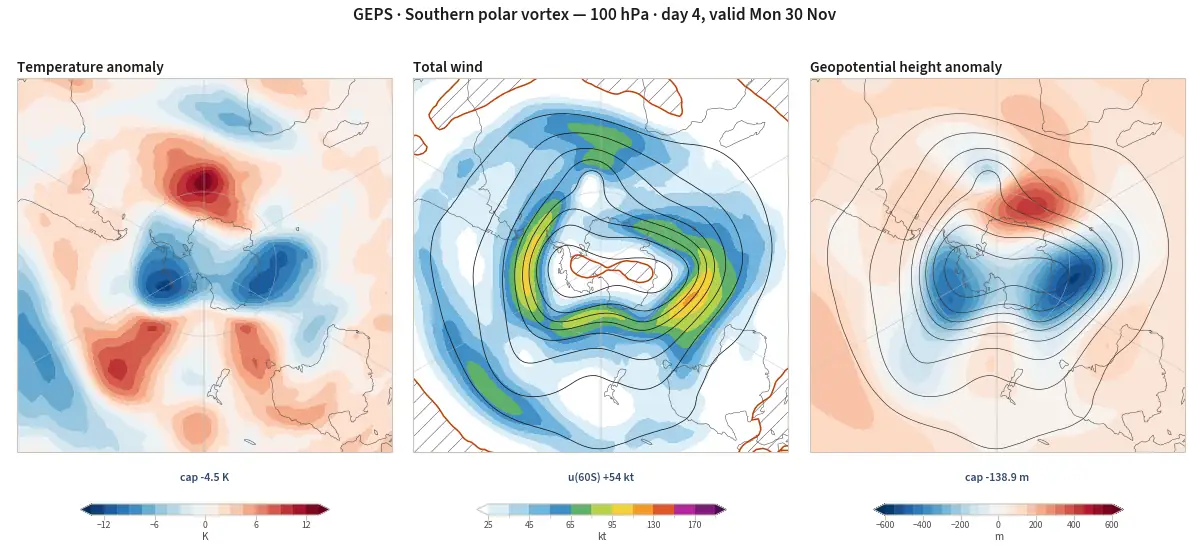 GEPS · Southern polar vortex — 100 hPa · day 4, valid Mon 30 Nov
Temperature anomaly
Total wind
Geopotential height anomaly
cap -4.5 K
u(60S) +54 kt
cap -138.9 m
−12 −6 0 6 12
K
25 45 65 95 130 170
kt
−600 −400 −200 0 200 400 600
m